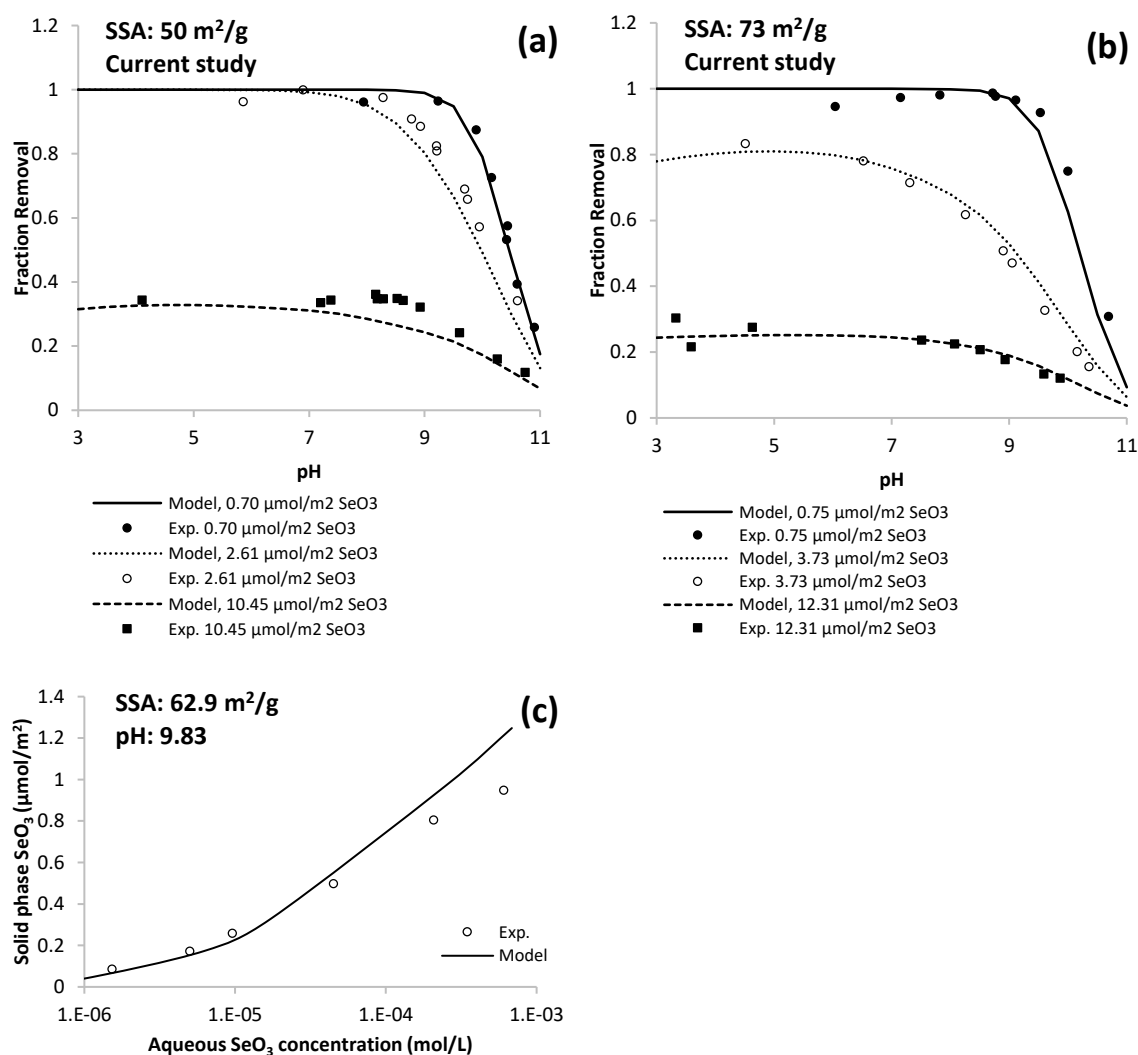 SSA: 50 m²/g
Current study
(a)
1.2
1
0.8
0.6
0.4
0.2
0
Fraction Removal
3 5 7 9 11
pH
Model, 0.70 µmol/m2 SeO3
Exp. 0.70 µmol/m2 SeO3
Model, 2.61 µmol/m2 SeO3
Exp. 2.61 µmol/m2 SeO3
Model, 10.45 µmol/m2 SeO3
Exp. 10.45 µmol/m2 SeO3
SSA: 73 m²/g
Current study
(b)
1.2
1
0.8
0.6
0.4
0.2
0
Fraction Removal
3 5 7 9 11
pH
Model, 0.75 µmol/m2 SeO3
Exp. 0.75 µmol/m2 SeO3
Model, 3.73 µmol/m2 SeO3
Exp. 3.73 µmol/m2 SeO3
Model, 12.31 µmol/m2 SeO3
Exp. 12.31 µmol/m2 SeO3
SSA: 62.9 m²/g
pH: 9.83
(c)
1.4
1.2
1
0.8
0.6
0.4
0.2
0
Solid phase SeO₃ (µmol/m²)
Exp.
Model
1.E-06 1.E-05 1.E-04 1.E-03
Aqueous SeO₃ concentration (mol/L)